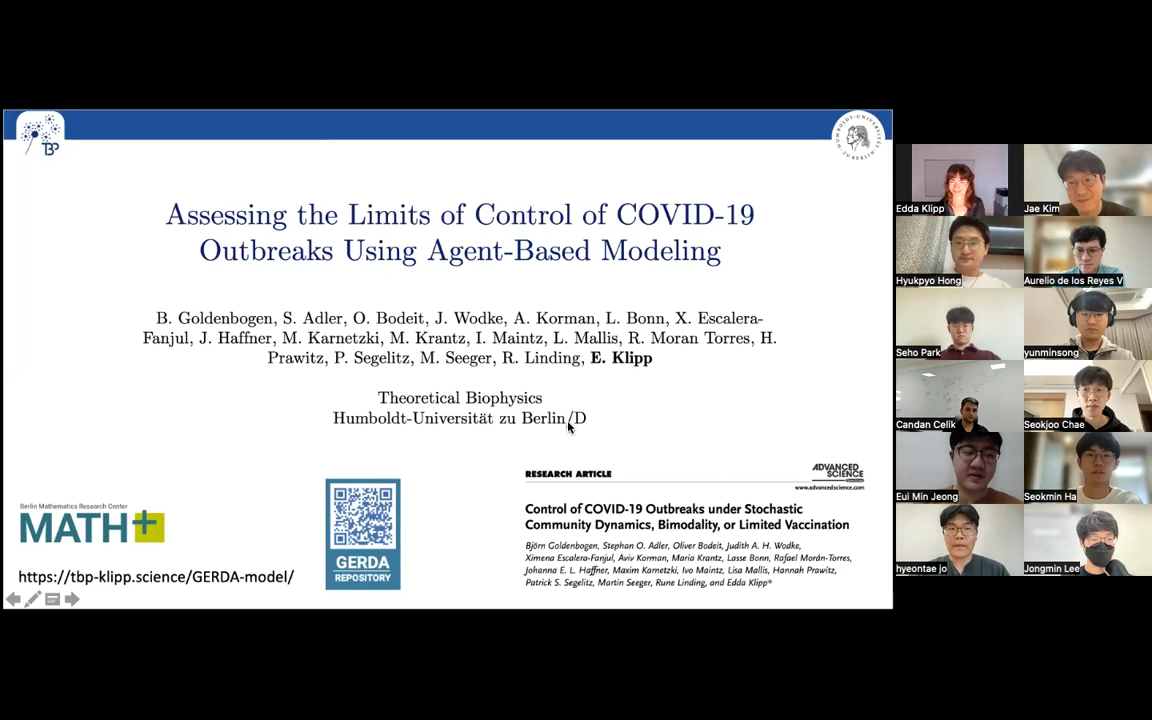 TBP
HUMBOLDT-UNIVERSITÄT
ZU BERLIN
Assessing the Limits of Control of COVID-19
Outbreaks Using Agent-Based Modeling
B. Goldenbogen, S. Adler, O. Bodeit, J. Wodke, A. Korman, L. Bonn, X. Escalera-
Fanjul, J. Haffner, M. Karnetzki, M. Krantz, I. Maintz, L. Mallis, R. Moran Torres, H.
Prawitz, P. Segelitz, M. Seeger, R. Linding, E. Klipp
Theoretical Biophysics
Humboldt-Universität zu Berlin/D
Berlin Mathematics Research Center
MATH+
https://tbp-klipp.science/GERDA-model/
GERDA
REPOSITORY
RESEARCH ARTICLE
ADVANCED
SCIENCE
www.advancedscience.com
Control of COVID-19 Outbreaks under Stochastic
Community Dynamics, Bimodality, or Limited Vaccination
Björn Goldenbogen, Stephan O. Adler, Oliver Bodeit, Judith A. H. Wodke,
Ximena Escalera-Fanjul, Aviv Korman, Maria Krantz, Lasse Bonn, Rafael Morán-Torres,
Johanna E. L. Haffner, Maxim Karnetzki, Ivo Maintz, Lisa Mallis, Hannah Prawitz,
Patrick S. Segelitz, Martin Seeger, Rune Linding, and Edda Klipp*
Edda Klipp
Jae Kim
Hyukpyo Hong
Aurelio de los Reyes V
Seho Park
yunminsong
Candan Celik
Seokjoo Chae
Eui Min Jeong
Seokmin Ha
hyeontae jo
Jongmin Lee